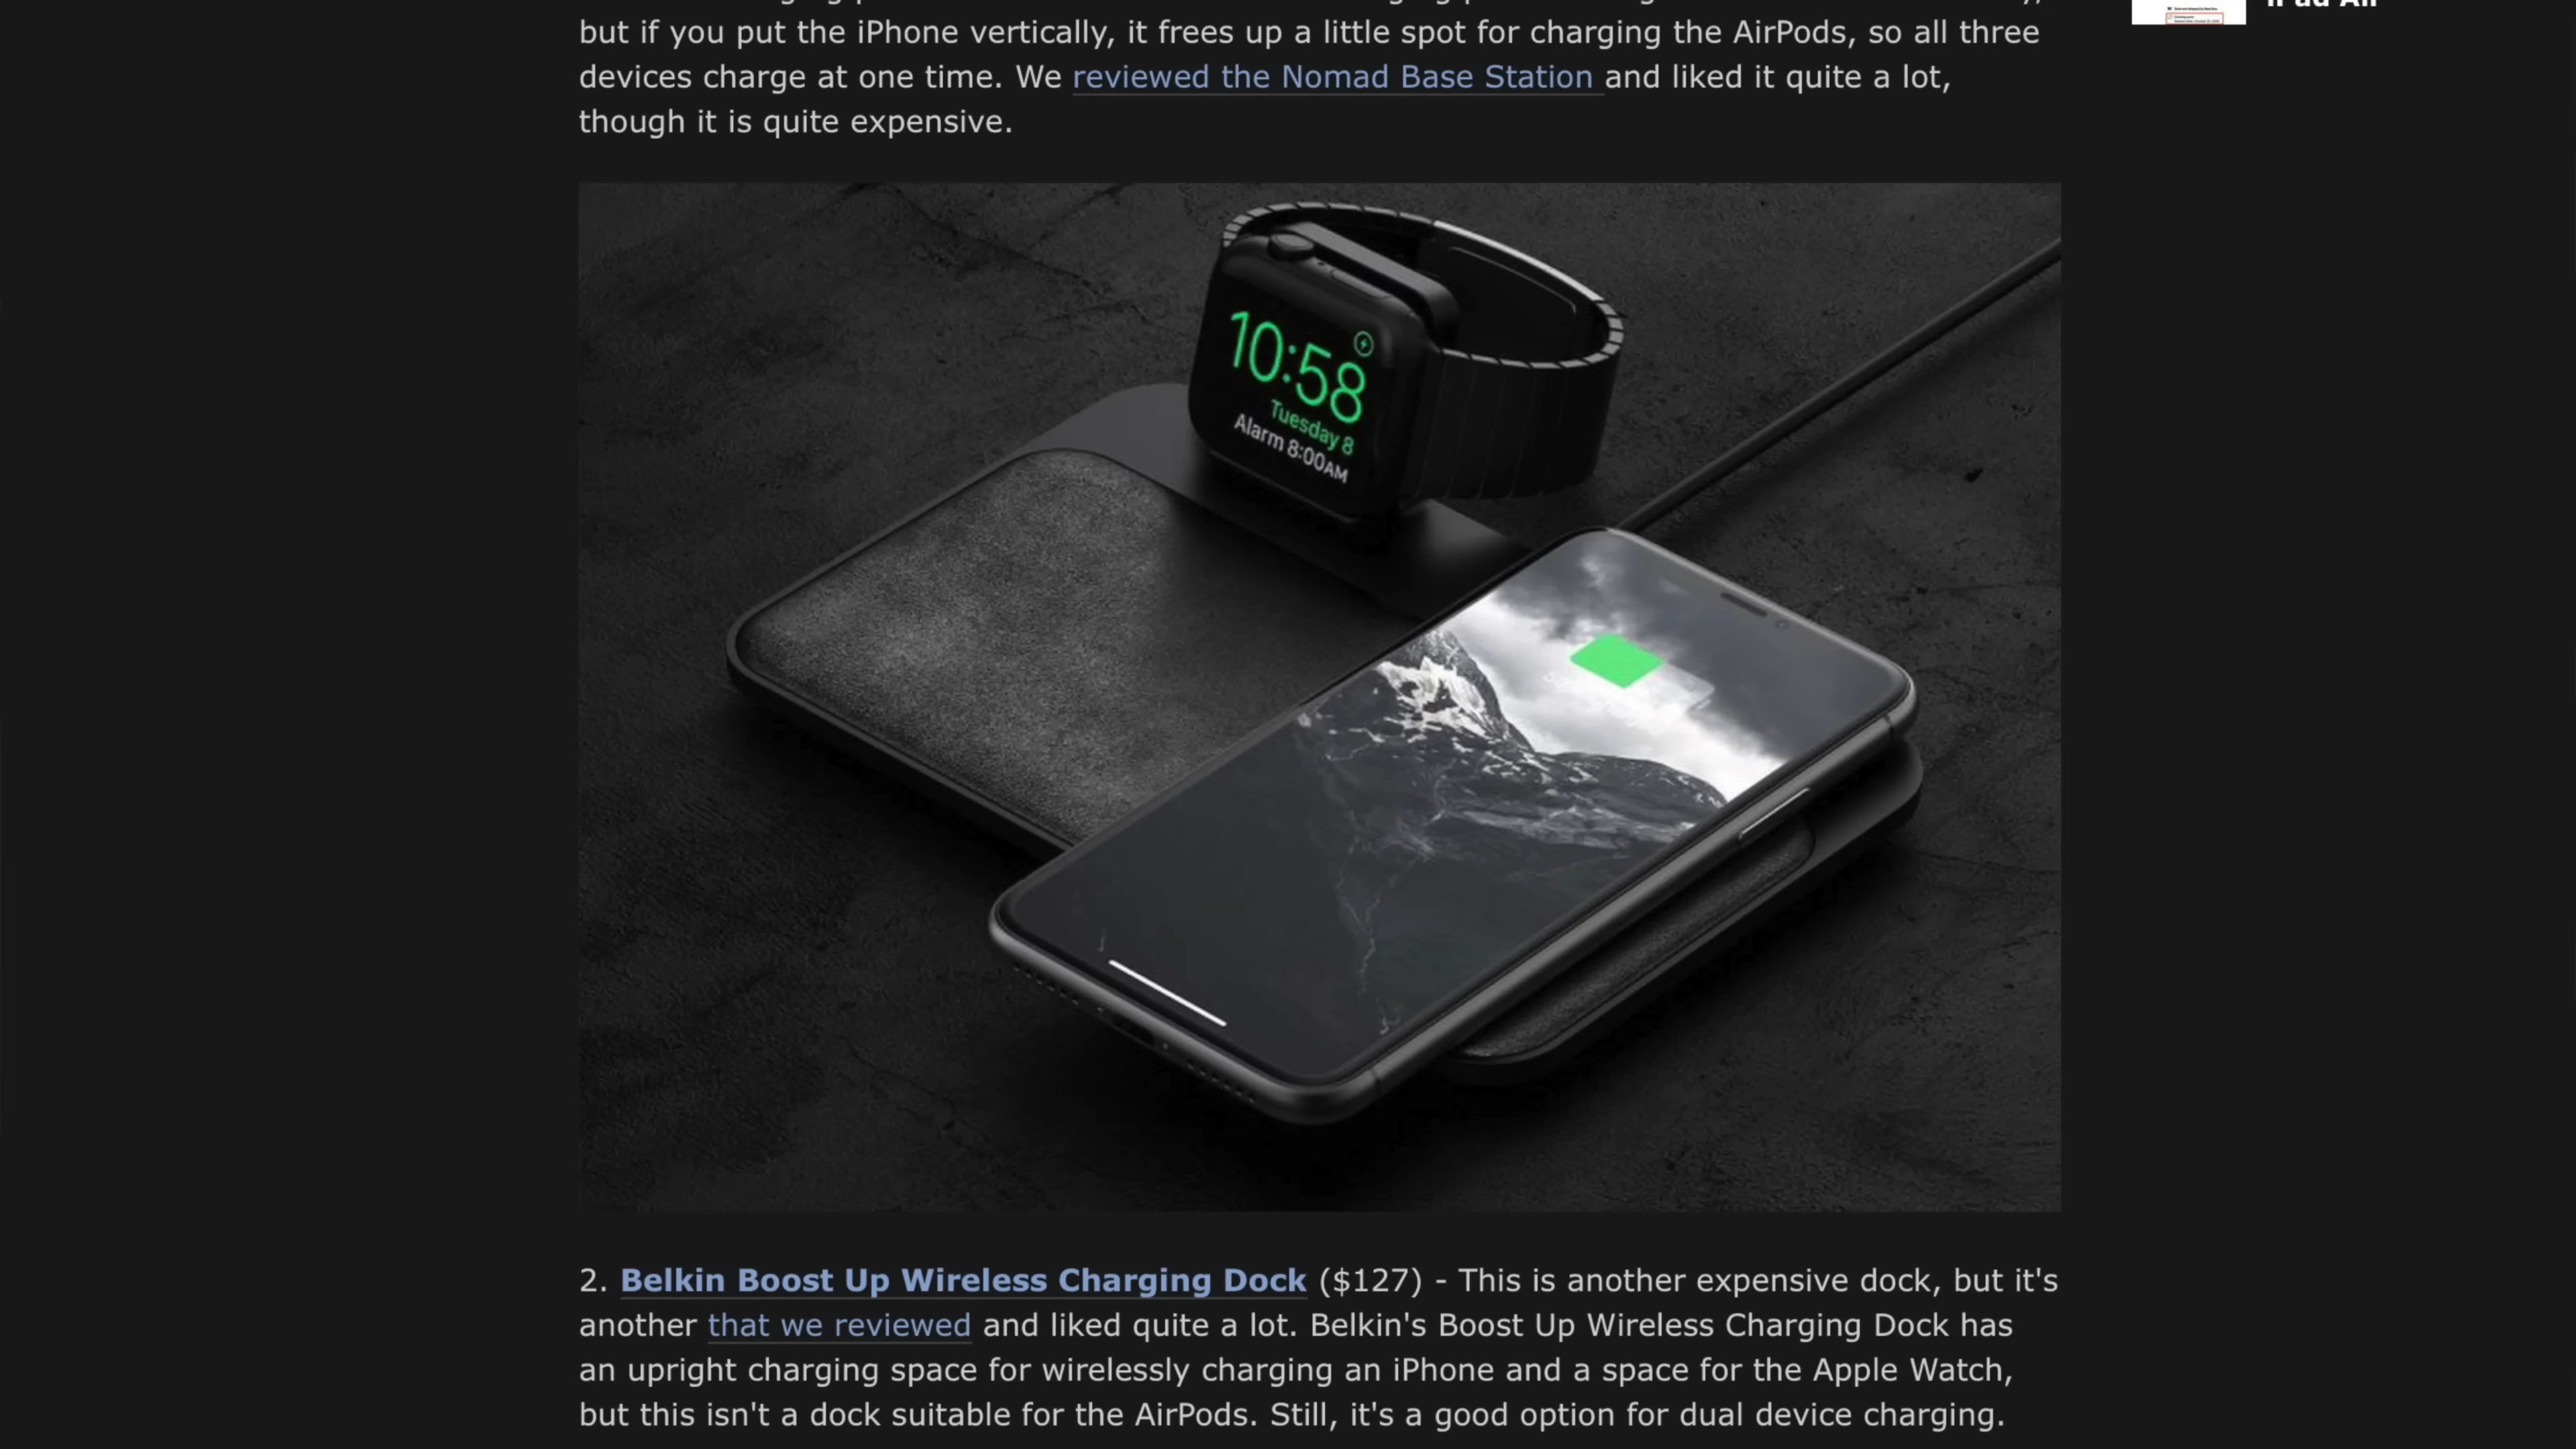 but if you put the iPhone vertically, it frees up a little spot for charging the AirPods, so all three
devices charge at one time. We reviewed the Nomad Base Station and liked it quite a lot,
though it is quite expensive.
10:58
Tuesday 8
Alarm 8:00AM
2. Belkin Boost Up Wireless Charging Dock ($127) - This is another expensive dock, but it's
another that we reviewed and liked quite a lot. Belkin's Boost Up Wireless Charging Dock has
an upright charging space for wirelessly charging an iPhone and a space for the Apple Watch,
but this isn't a dock suitable for the AirPods. Still, it's a good option for dual device charging.